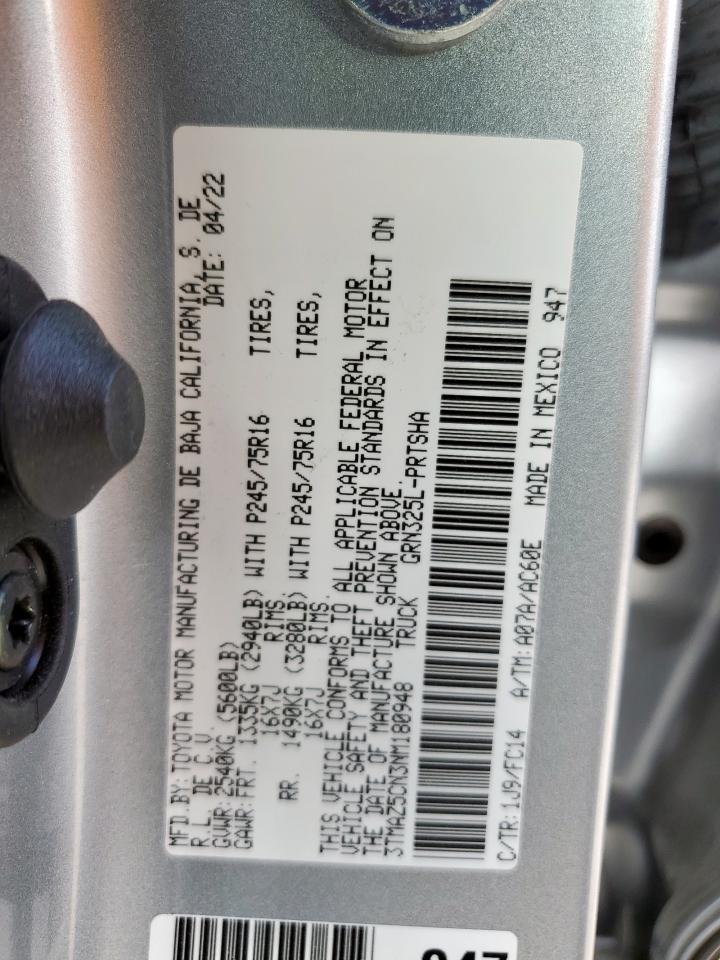 MFD.BY:TOYOTA MOTOR MANUFACTURING DE BAJA CALIFORNIA,S. DE
R.L. DE C.V. DATE: 04/22
GVWR:2540KG (5600LB)
GAWR:FRT. 1335KG (2940LB) WITH P245/75R16 TIRES,
16X7J RIMS
RR. 1490KG (3280LB) WITH P245/75R16 TIRES,
16X7J RIMS.
THIS VEHICLE CONFORMS TO ALL APPLICABLE FEDERAL MOTOR
VEHICLE SAFETY AND THEFT PREVENTION STANDARDS IN EFFECT ON
THE DATE OF MANUFACTURE SHOWN ABOVE.
3TMAZ5CN3NM180948 TRUCK GRN325L-PRTSHA
C/TR:1J9/FC14 A/TM:A07A/AC60E MADE IN MEXICO 947
947